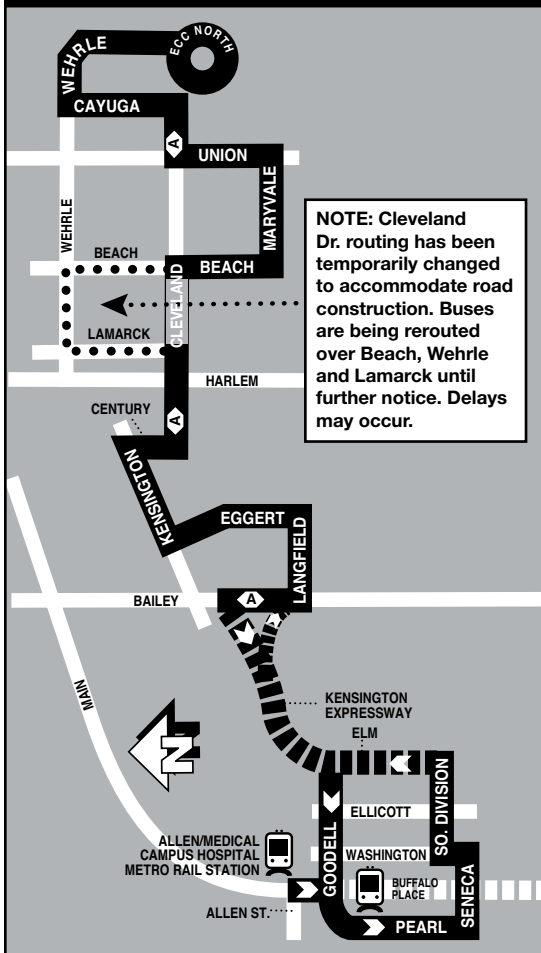 ECC NORTH
WEHRLE
CAYUGA
A
UNION
WEHRLE
MARYVALE
BEACH
BEACH
CLEVELAND
LAMARCK
NOTE: Cleveland
Dr. routing has been
temporarily changed
to accommodate road
construction. Buses
are being rerouted
over Beach, Wehrle
and Lamarck until
further notice. Delays
may occur.
HARLEM
CENTURY
A
KENSINGTON
EGGERT
LANGFIELD
BAILEY
A
MAIN
KENSINGTON
EXPRESSWAY
N
ELM
SO. DIVISION
ELLICOTT
ALLEN/MEDICAL
CAMPUS HOSPITAL
METRO RAIL STATION
GOODELL
WASHINGTON
BUFFALO
PLACE
SENECA
ALLEN ST.
PEARL